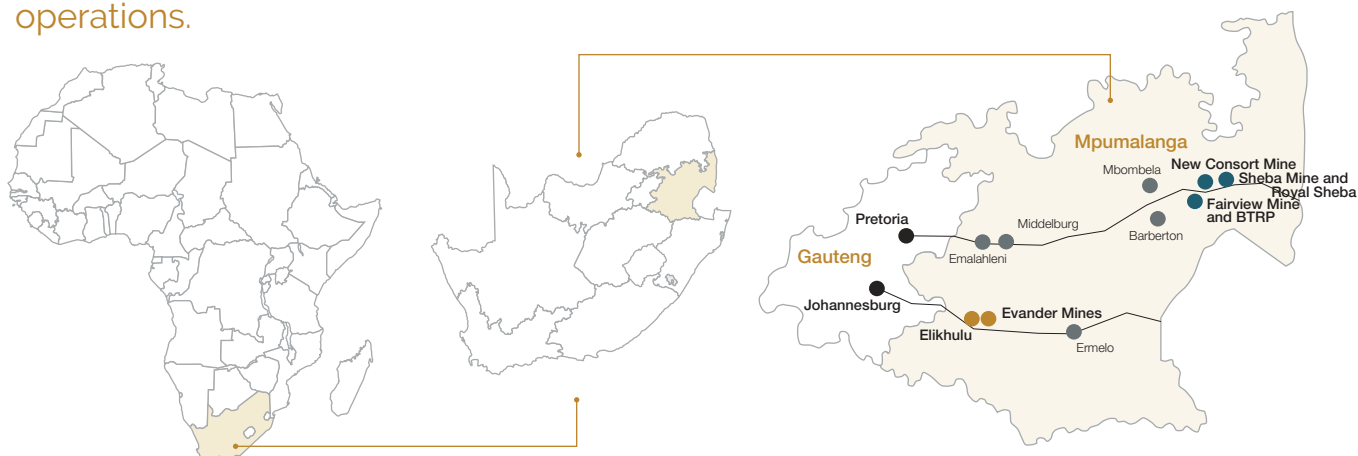 operations.
Mpumalanga
Mbombela
New Consort Mine
Sheba Mine and
Royal Sheba
Fairview Mine
and BTRP
Barberton
Pretoria
Middelburg
Emalahleni
Gauteng
Johannesburg
Evander Mines
Elikhulu
Ermelo